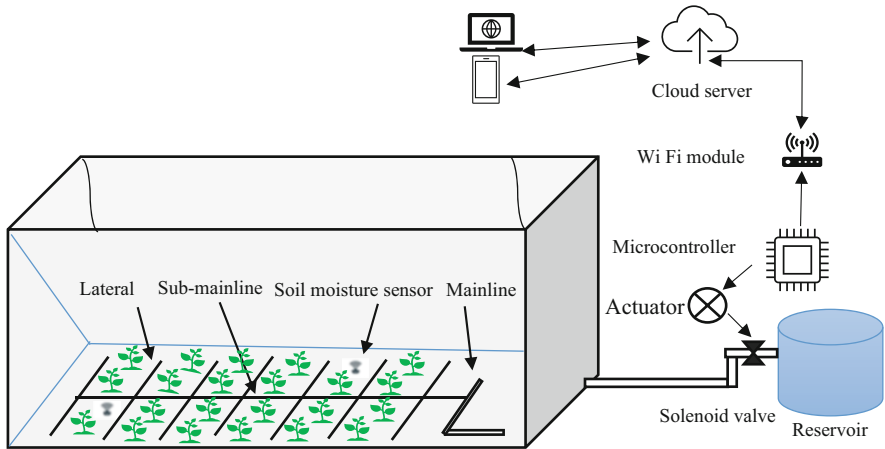 Cloud server
Wi Fi module
Microcontroller
Lateral
Sub-mainline
Soil moisture sensor
Mainline
Actuator
Solenoid valve
Reservoir